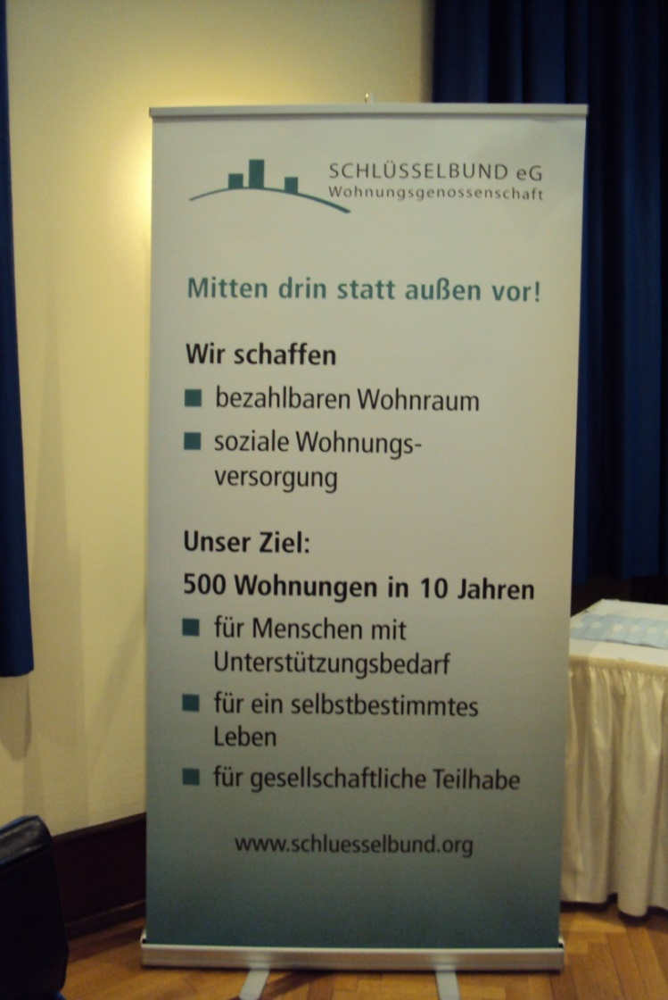 SCHLÜSSELBUND eG
Wohnungsgenossenschaft
Mitten drin statt außen vor!
Wir schaffen
bezahlbaren Wohnraum
soziale Wohnungs-
versorgung
Unser Ziel:
500 Wohnungen in 10 Jahren
für Menschen mit
Unterstützungsbedarf
für ein selbstbestimmtes
Leben
für gesellschaftliche Teilhabe
www.schluesselbund.org